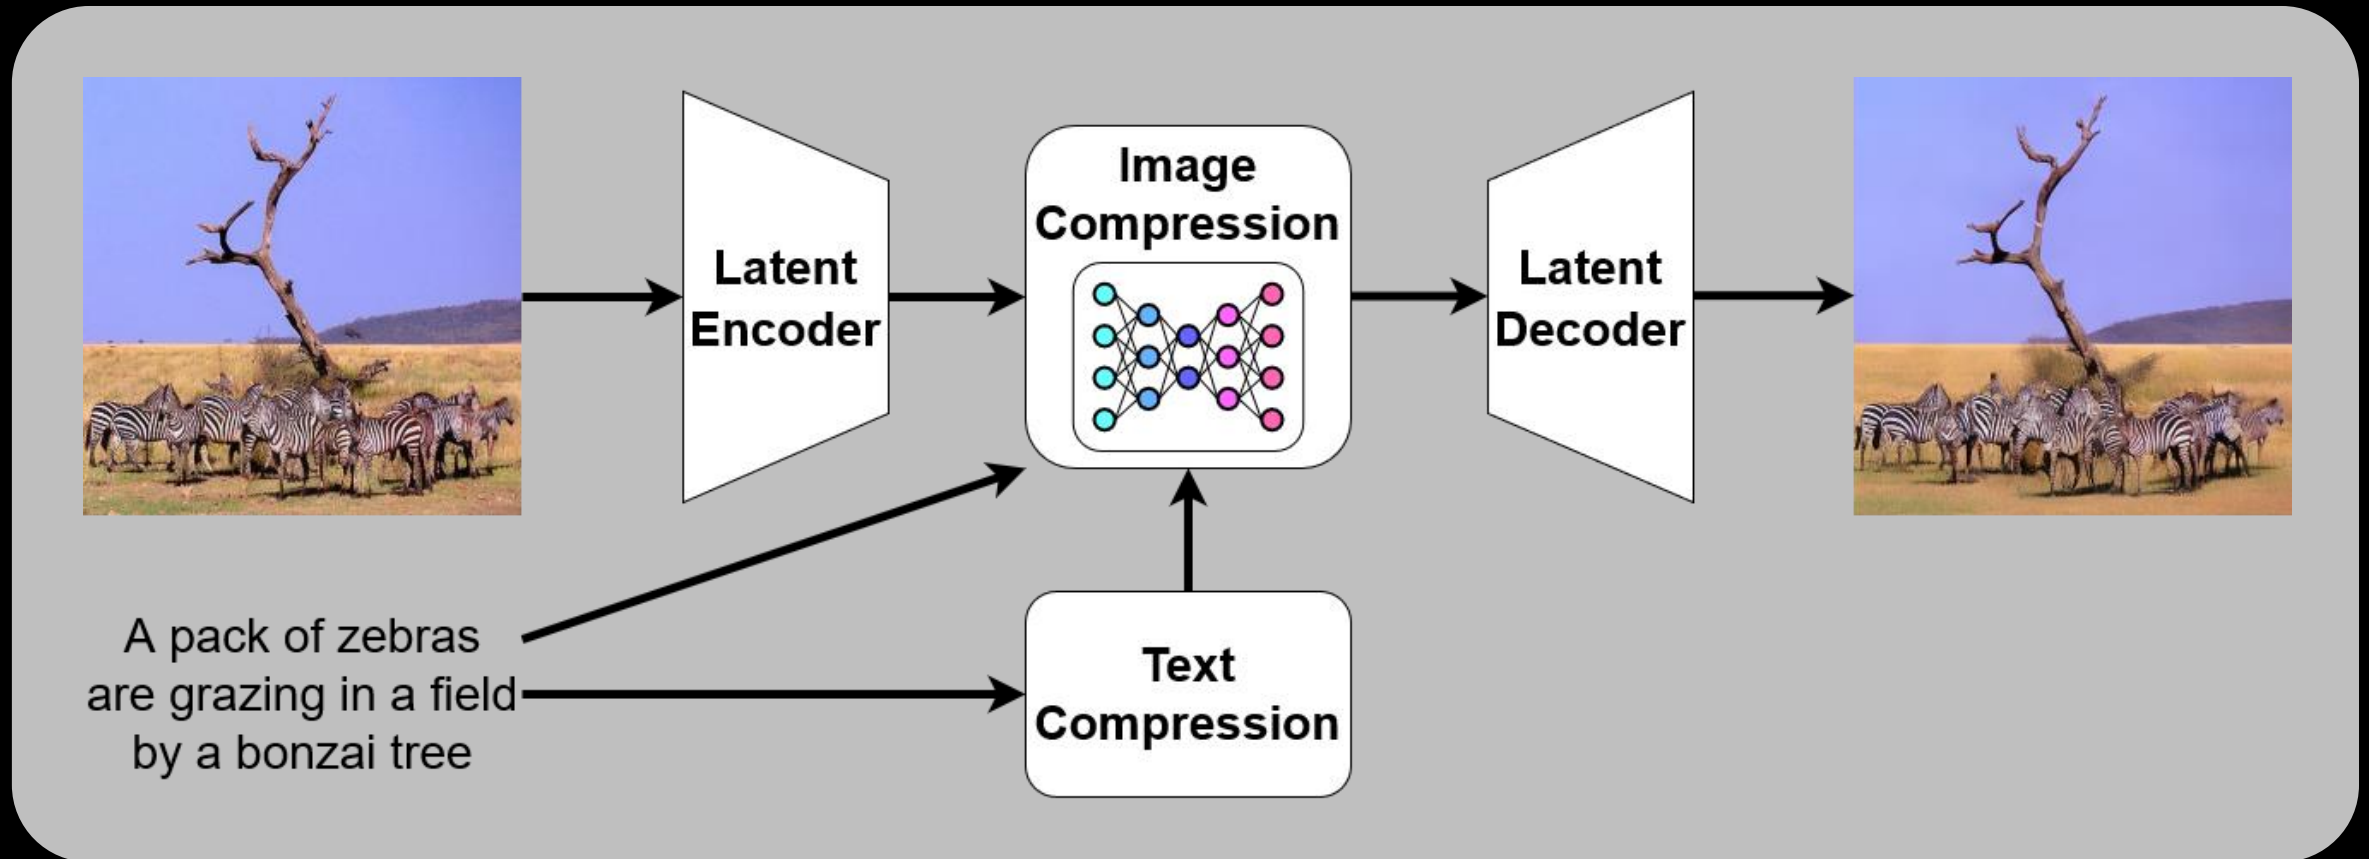 Latent
Encoder
Image
Compression
Latent
Decoder
A pack of zebras
are grazing in a field
by a bonzai tree
Text
Compression